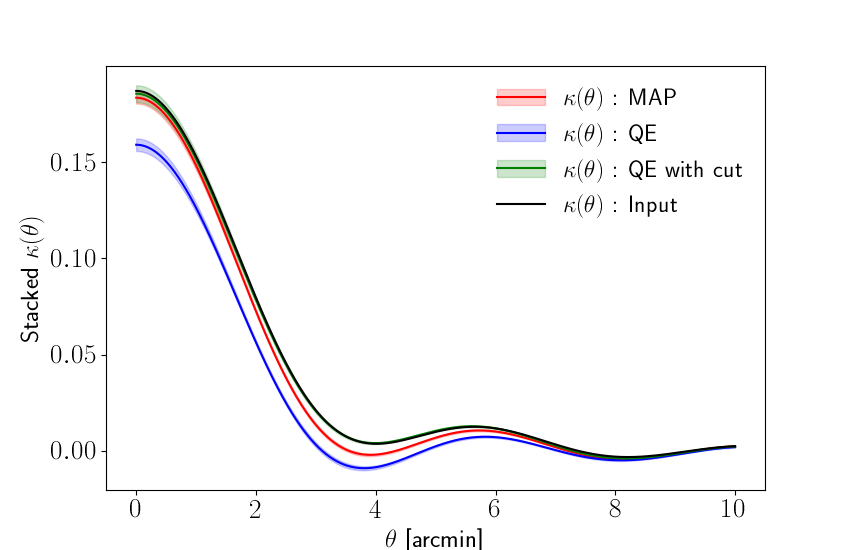 κ(θ) : MAP
κ(θ) : QE
κ(θ) : QE with cut
κ(θ) : Input
Stacked κ(θ)
0.15
0.10
0.05
0.00
0 2 4 6 8 10
θ [arcmin]